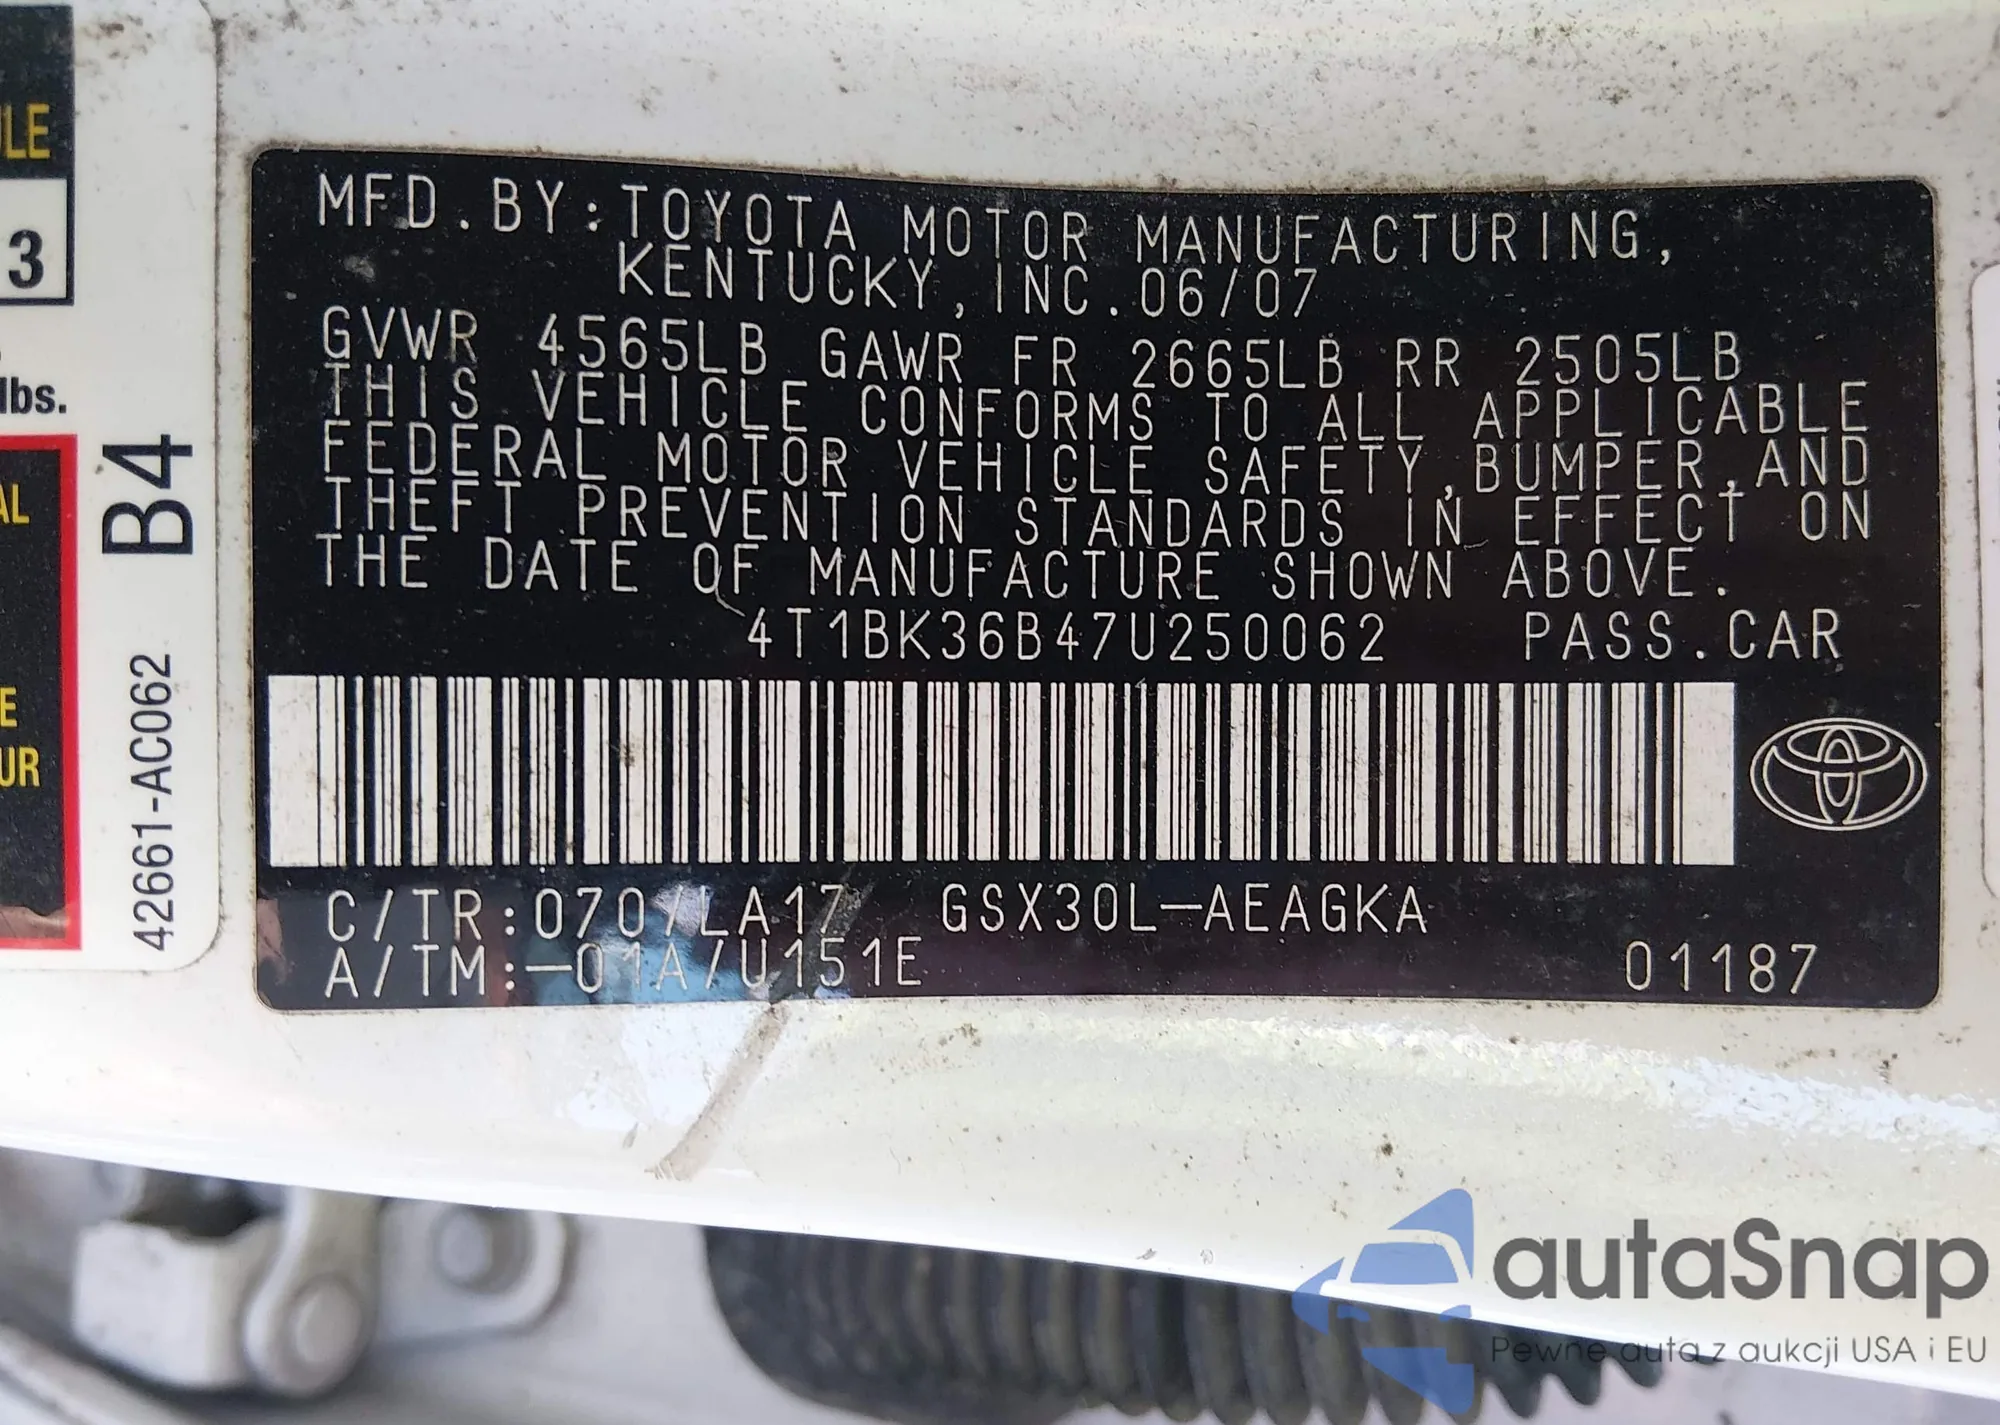 MFD.BY:TOYOTA MOTOR MANUFACTURING,
KENTUCKY, INC. 06/07
GVWR 4565LB GAWR FR 2665LB RR 2505LB
THIS VEHICLE CONFORMS TO ALL APPLICABLE
FEDERAL MOTOR VEHICLE SAFETY, BUMPER, AND
THEFT PREVENTION STANDARDS IN EFFECT ON
THE DATE OF MANUFACTURE SHOWN ABOVE.
4T1BK36B47U250062 PASS.CAR
C/TR:070/LA17 GSX30L-AEAGKA
A/TM:-01A/U151E 01187
3
lbs.
B4
42661-AC062
autaSnap
Pewne auta z aukcji USA i EU